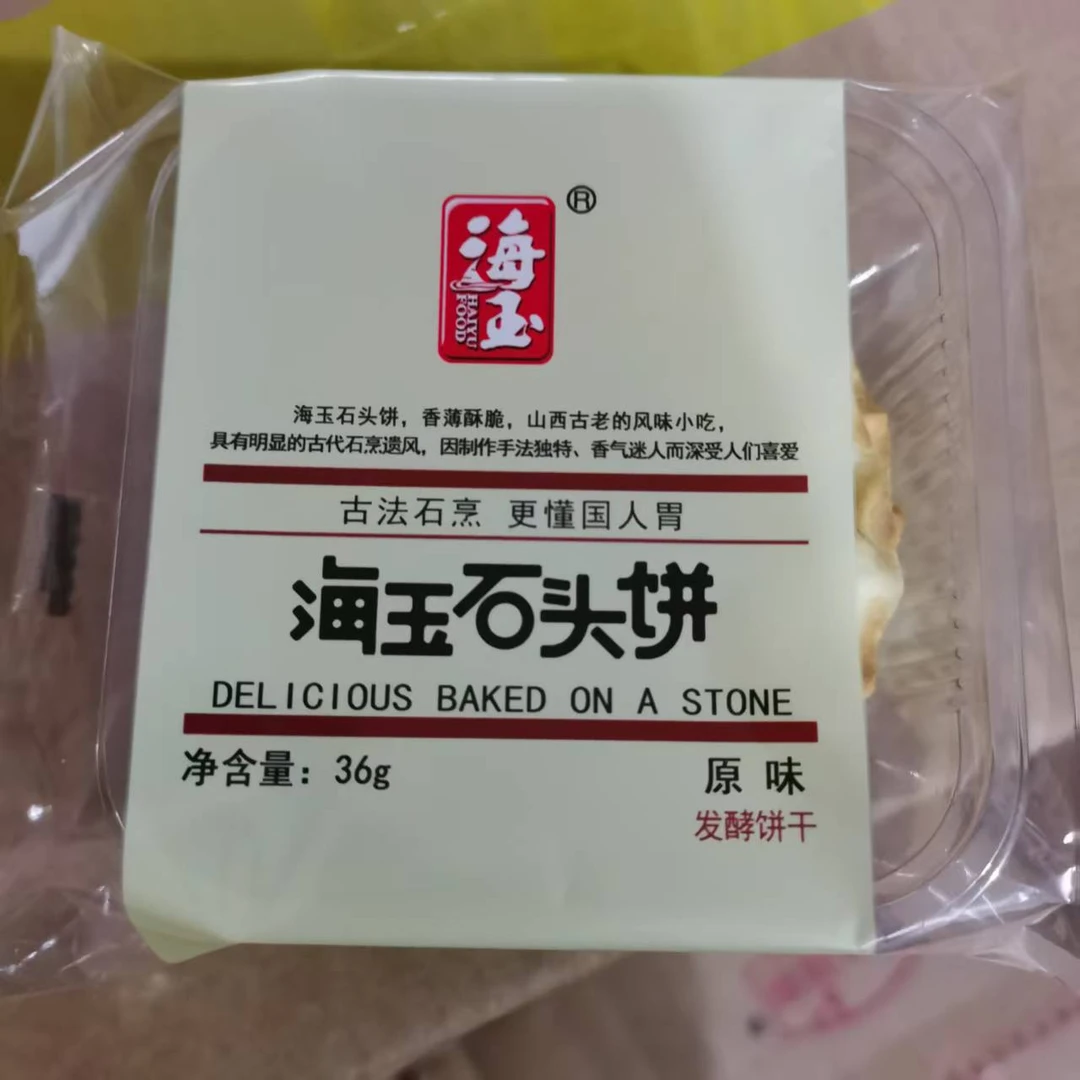 海玉
HAIYU
FOOD
®
海玉石头饼，香薄酥脆，山西古老的风味小吃，
具有明显的古代石烹遗风，因制作手法独特、香气迷人而深受人们喜爱
古法石烹 更懂国人胃
海玉石头饼
DELICIOUS BAKED ON A STONE
净含量：36g
原 味
发酵饼干